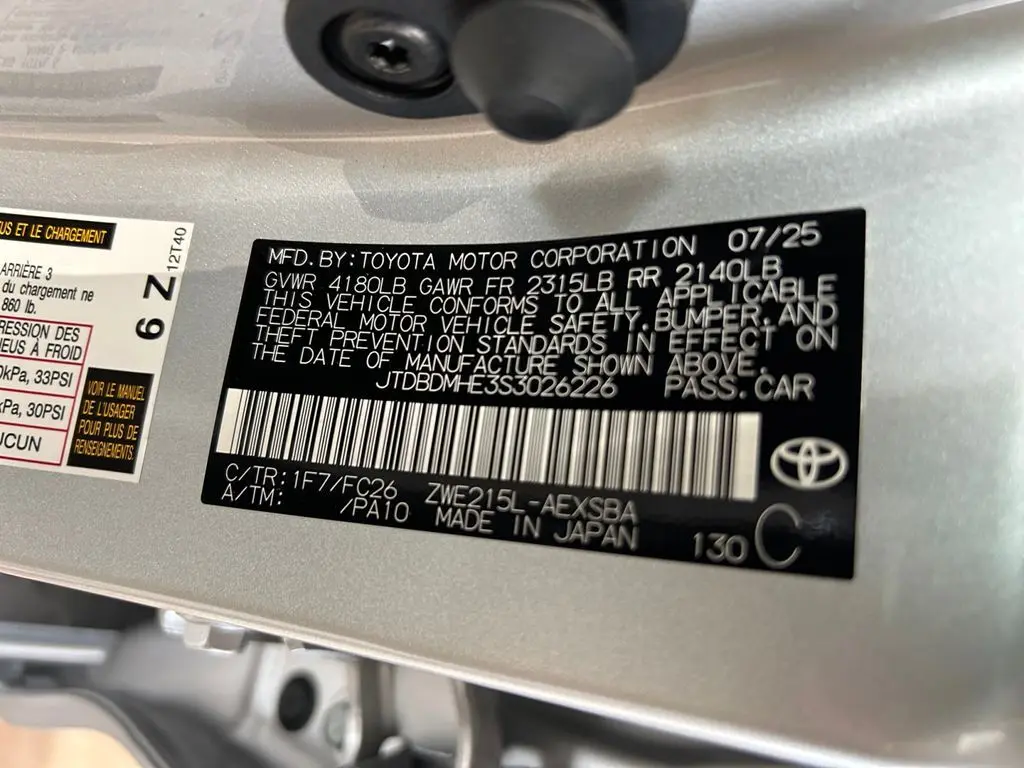 US ET LE CHARGEMENT
ARRIÈRE 3
du chargement ne
860 lb.
RESSION DES
EUS À FROID
kPa, 33PSI
kPa, 30PSI
UCUN
VOIR LE MANUEL
DE L'USAGER
POUR PLUS DE
RENSEIGNEMENTS
6 Z
12T40
MFD. BY: TOYOTA MOTOR CORPORATION 07/25
GVWR 4180LB GAWR FR 2315LB RR 2140LB
THIS VEHICLE CONFORMS TO ALL APPLICABLE
FEDERAL MOTOR VEHICLE SAFETY, BUMPER, AND
THEFT PREVENTION STANDARDS IN EFFECT ON
THE DATE OF MANUFACTURE SHOWN ABOVE.
JTDBDMHE3S3026226 PASS.CAR
C/TR: 1F7/FC26 ZWE215L-AEXSBA
A/TM: /PA10 MADE IN JAPAN 130 C